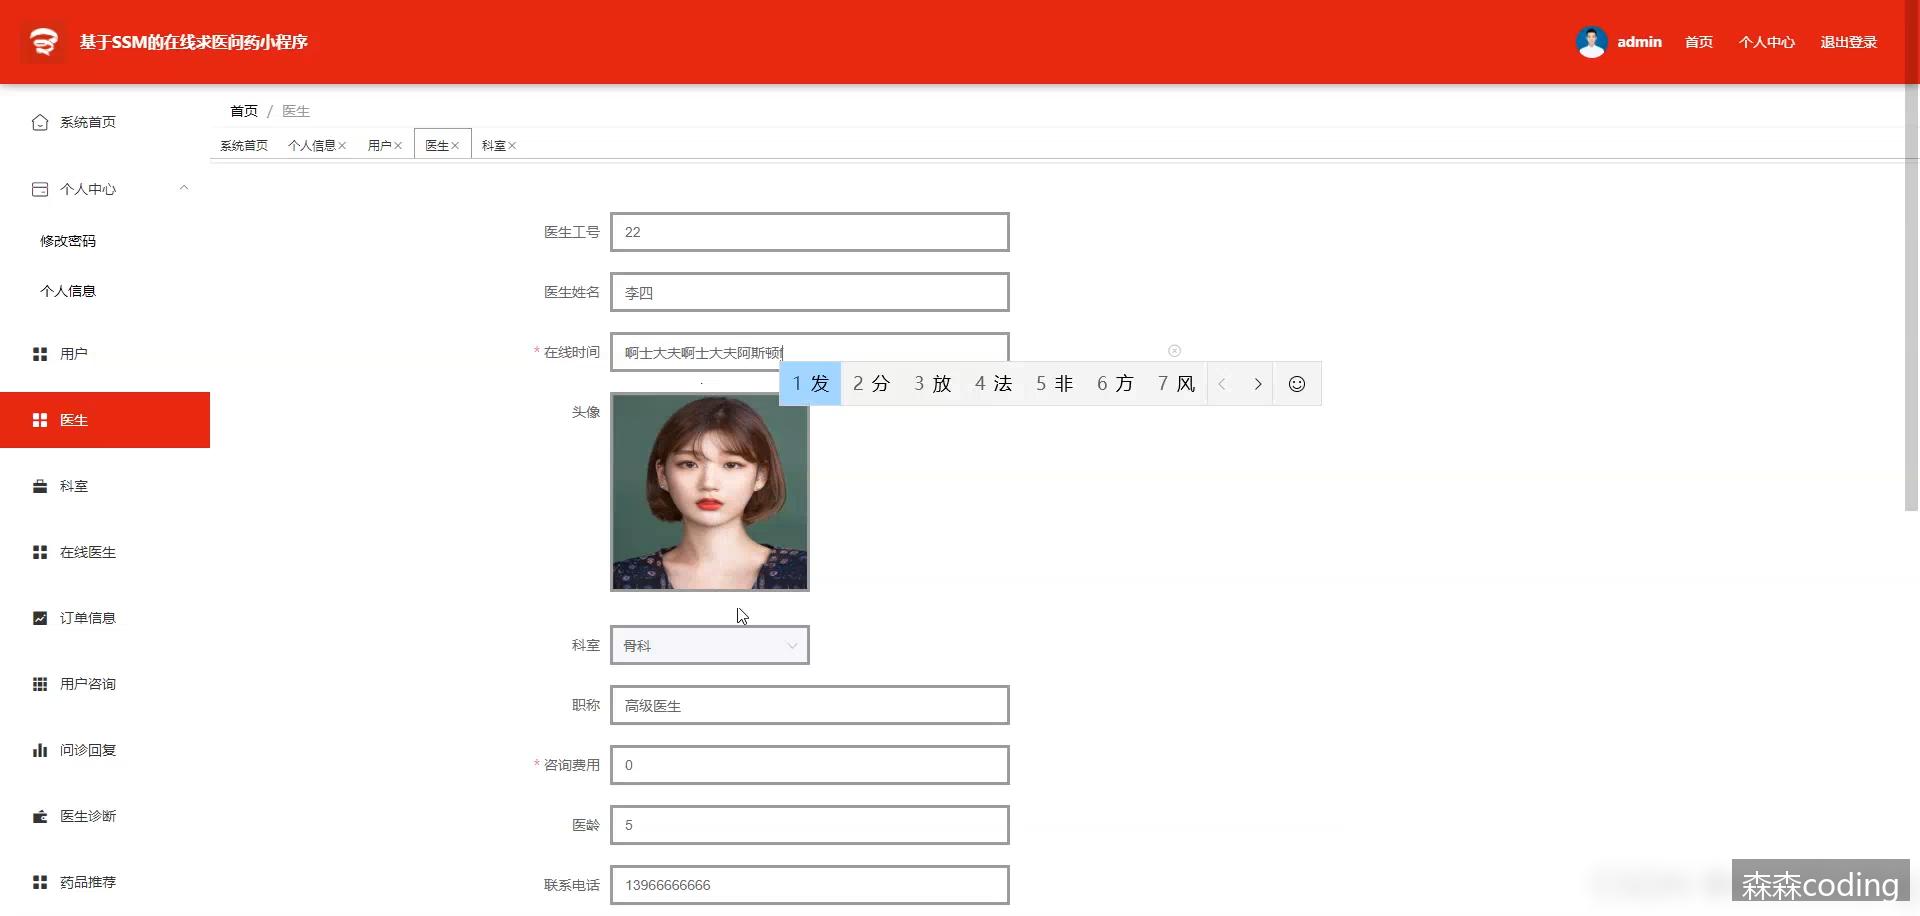 基于SSM的在线求医问药小程序
admin 首页 个人中心 退出登录
首页 / 医生
系统首页 个人信息 用户 医生 科室
系统首页
个人中心
修改密码
个人信息
用户
医生
科室
在线医生
订单信息
用户咨询
问诊回复
医生诊断
药品推荐
医生工号 22
医生姓名 李四
* 在线时间 啊士大夫啊士大夫阿斯顿
1 发 2 分 3 放 4 法 5 非 6 方 7 风
头像
科室 骨科
职称 高级医生
* 咨询费用 0
医龄 5
联系电话 13966666666
森森coding